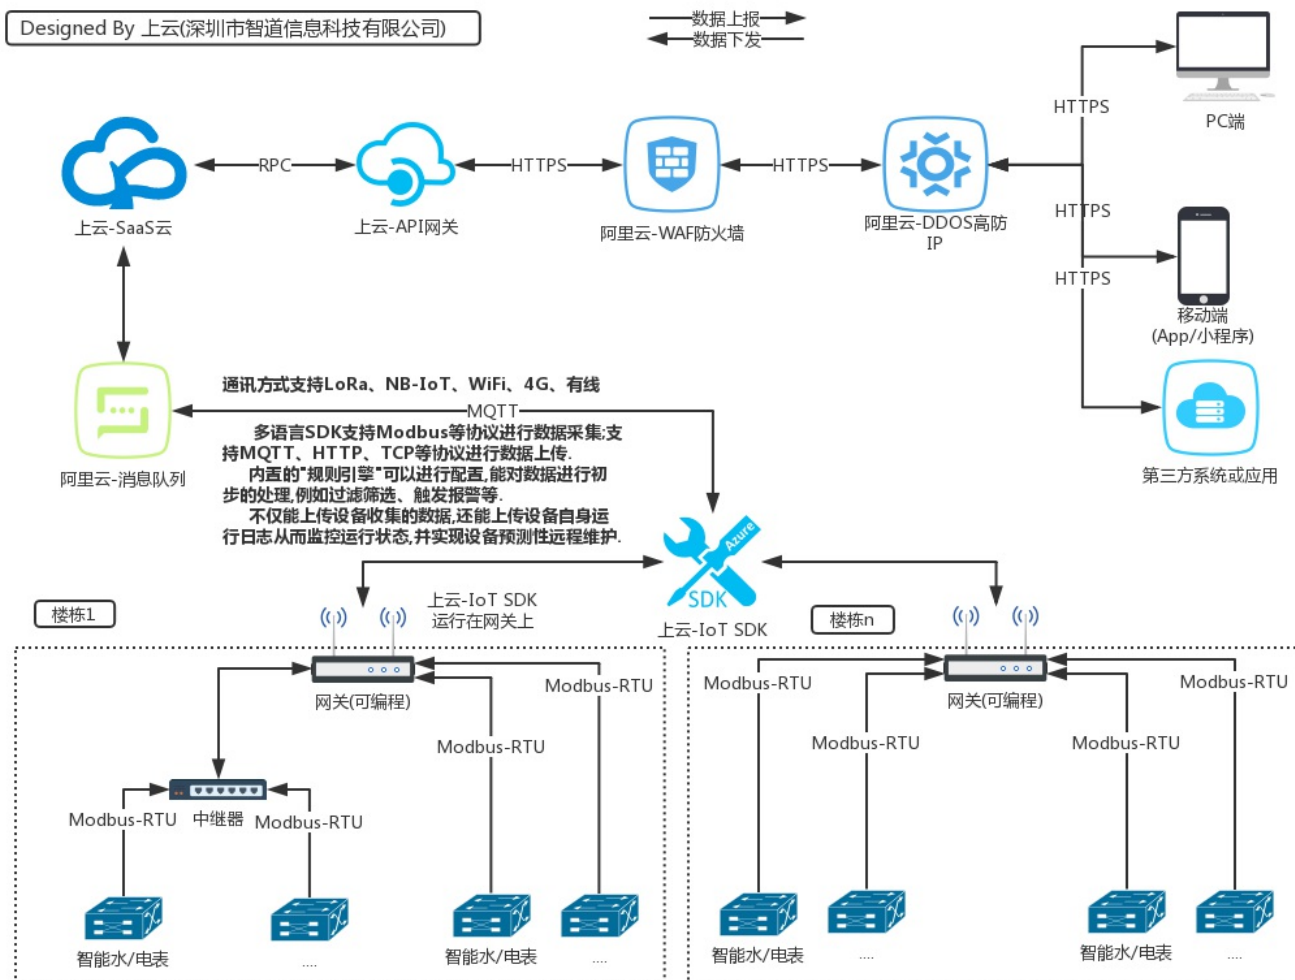 Designed By 上云(深圳市智道信息科技有限公司)
数据上报
数据下发
HTTPS
PC端
RPC
HTTPS
HTTPS
上云-SaaS云
上云-API网关
阿里云-WAF防火墙
阿里云-DDOS高防
IP
HTTPS
HTTPS
移动端
(App/小程序)
通讯方式支持LoRa、NB-IoT、WiFi、4G、有线
MQTT
多语言SDK支持Modbus等协议进行数据采集;支
持MQTT、HTTP、TCP等协议进行数据上传.
内置的"规则引擎"可以进行配置,能对数据进行初
步的处理,例如过滤筛选、触发报警等.
不仅能上传设备收集的数据,还能上传设备自身运
行日志从而监控运行状态,并实现设备预测性远程维护.
阿里云-消息队列
第三方系统或应用
Azure
SDK
上云-IoT SDK
楼栋1
上云-IoT SDK
运行在网关上
楼栋n
网关(可编程)
Modbus-RTU
Modbus-RTU
Modbus-RTU
中继器
Modbus-RTU
智能水/电表
....
智能水/电表
....
网关(可编程)
Modbus-RTU
Modbus-RTU
Modbus-RTU
Modbus-RTU
智能水/电表
....
智能水/电表
....